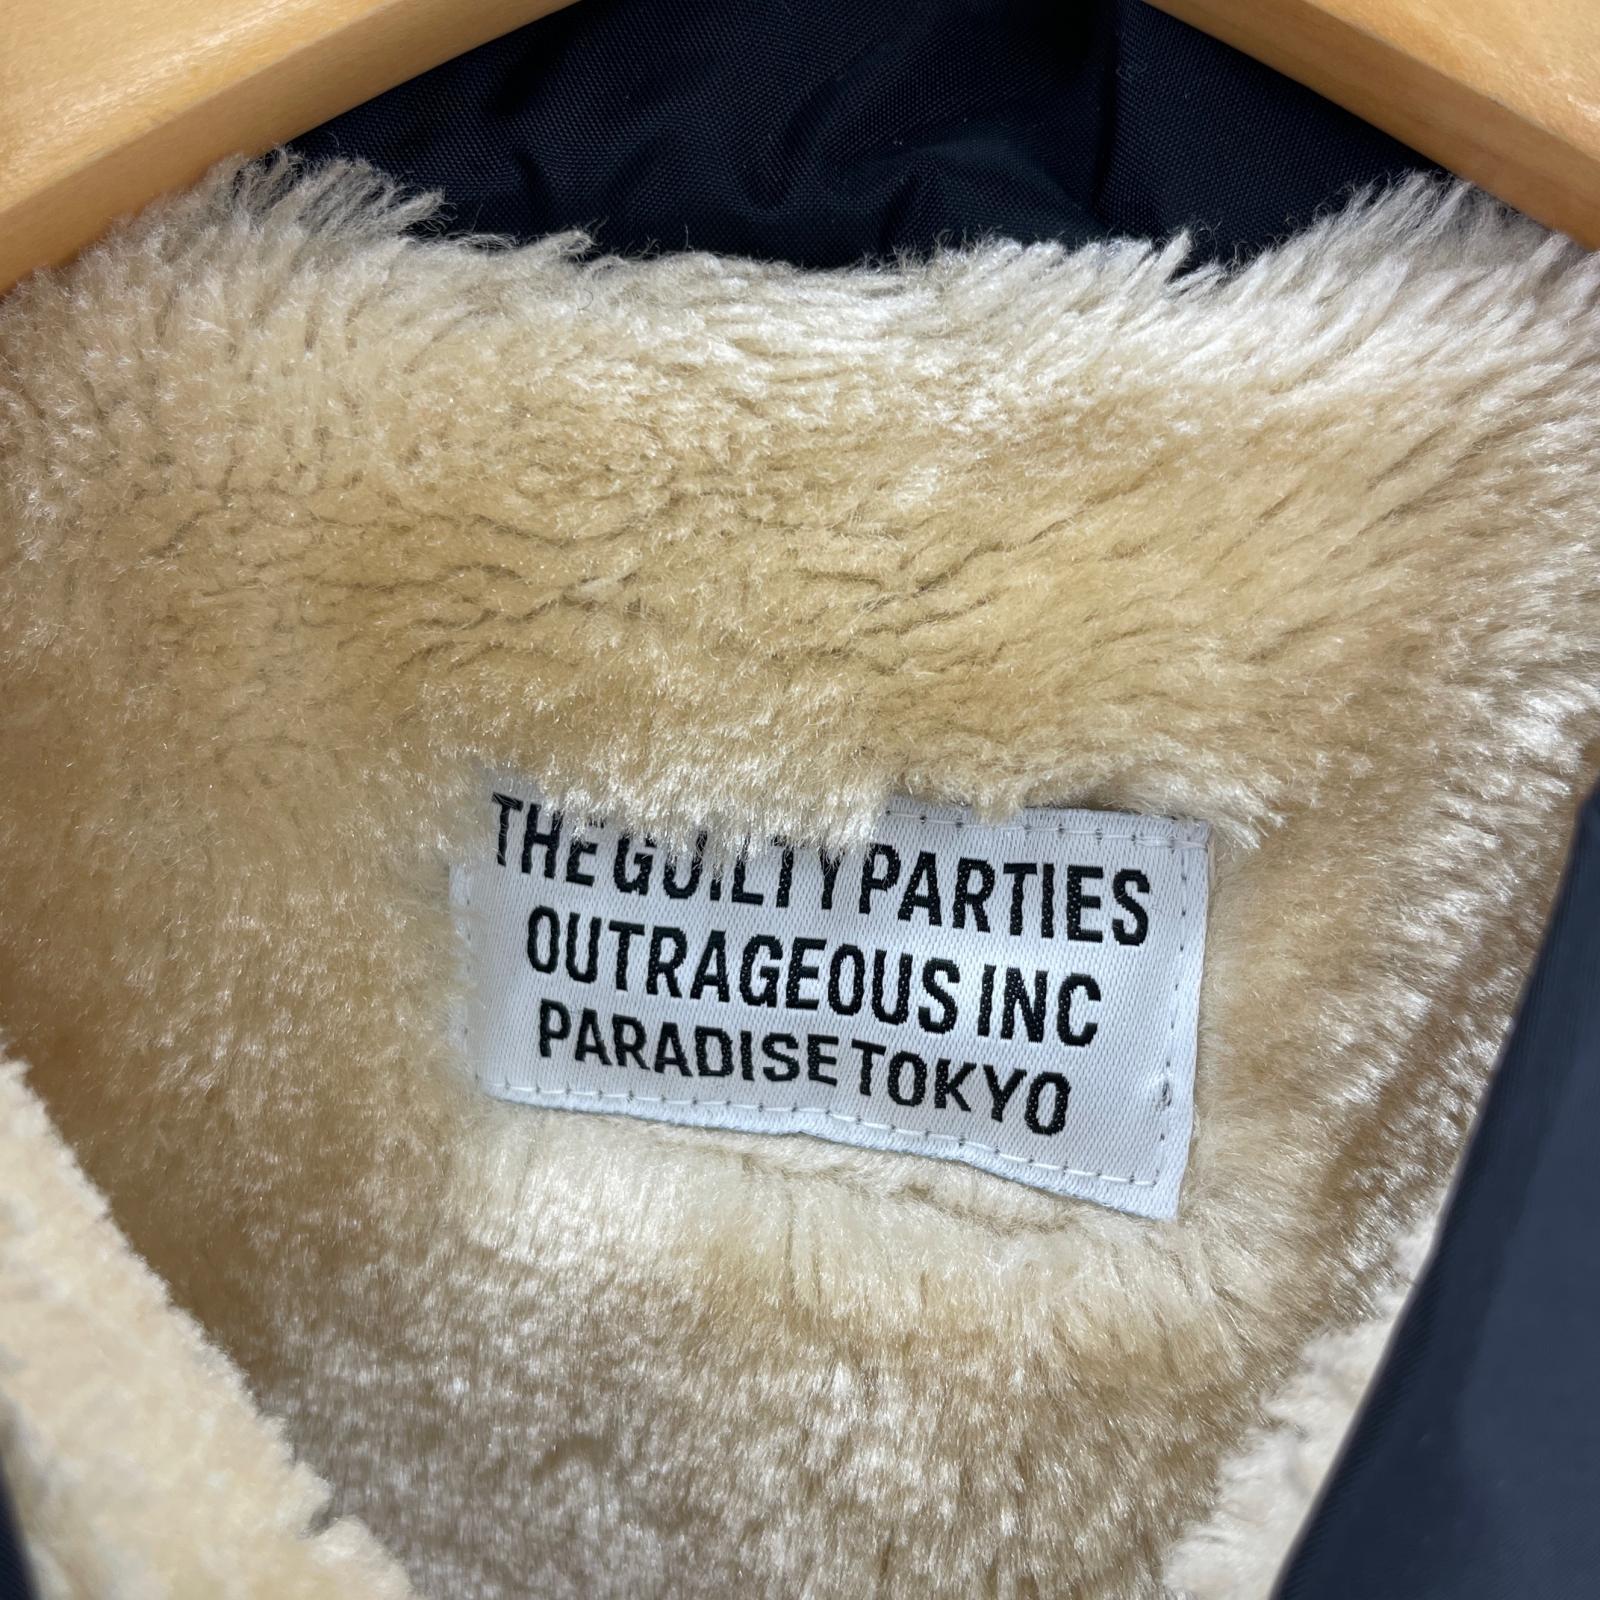 THE GUILTY PARTIES
OUTRAGEOUS INC
PARADISE TOKYO